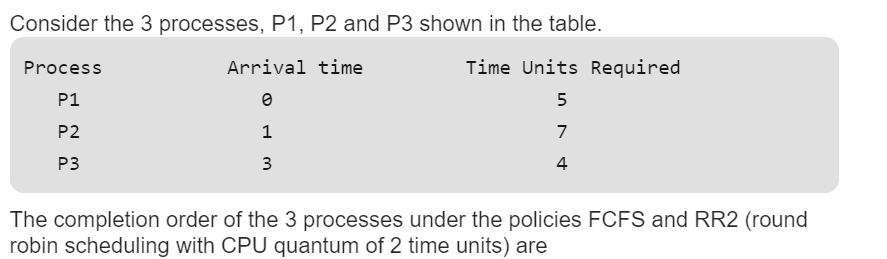 Consider the 3 processes, P1, P2 and P3 shown in the table.
Process Arrival time Time Units Required
P1 0 5
P2 1 7
P3 3 4
The completion order of the 3 processes under the policies FCFS and RR2 (round
robin scheduling with CPU quantum of 2 time units) are